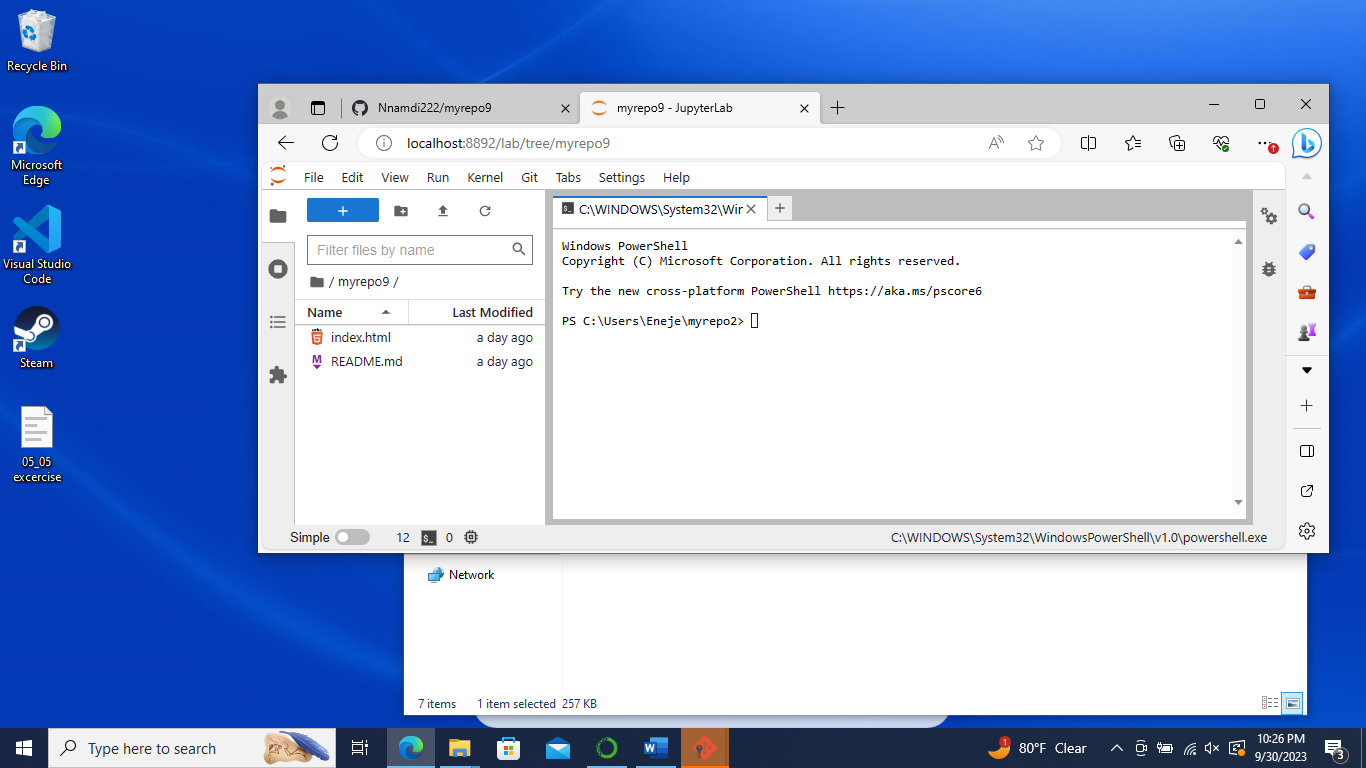 Recycle Bin
Microsoft
Edge
Visual Studio
Code
Steam
05_05
excercise
Nnamdi222/myrepo9
myrepo9 - JupyterLab
localhost:8892/lab/tree/myrepo9
File Edit View Run Kernel Git Tabs Settings Help
Filter files by name
/ myrepo9 /
Name Last Modified
index.html a day ago
README.md a day ago
C:\WINDOWS\System32\Wir
Windows PowerShell
Copyright (C) Microsoft Corporation. All rights reserved.
Try the new cross-platform PowerShell https://aka.ms/pscore6
PS C:\Users\Eneje\myrepo2>
Simple 12 $_ 0
C:\WINDOWS\System32\WindowsPowerShell\v1.0\powershell.exe
Network
7 items 1 item selected 257 KB
Type here to search
1
80°F Clear
10:26 PM
9/30/2023
3